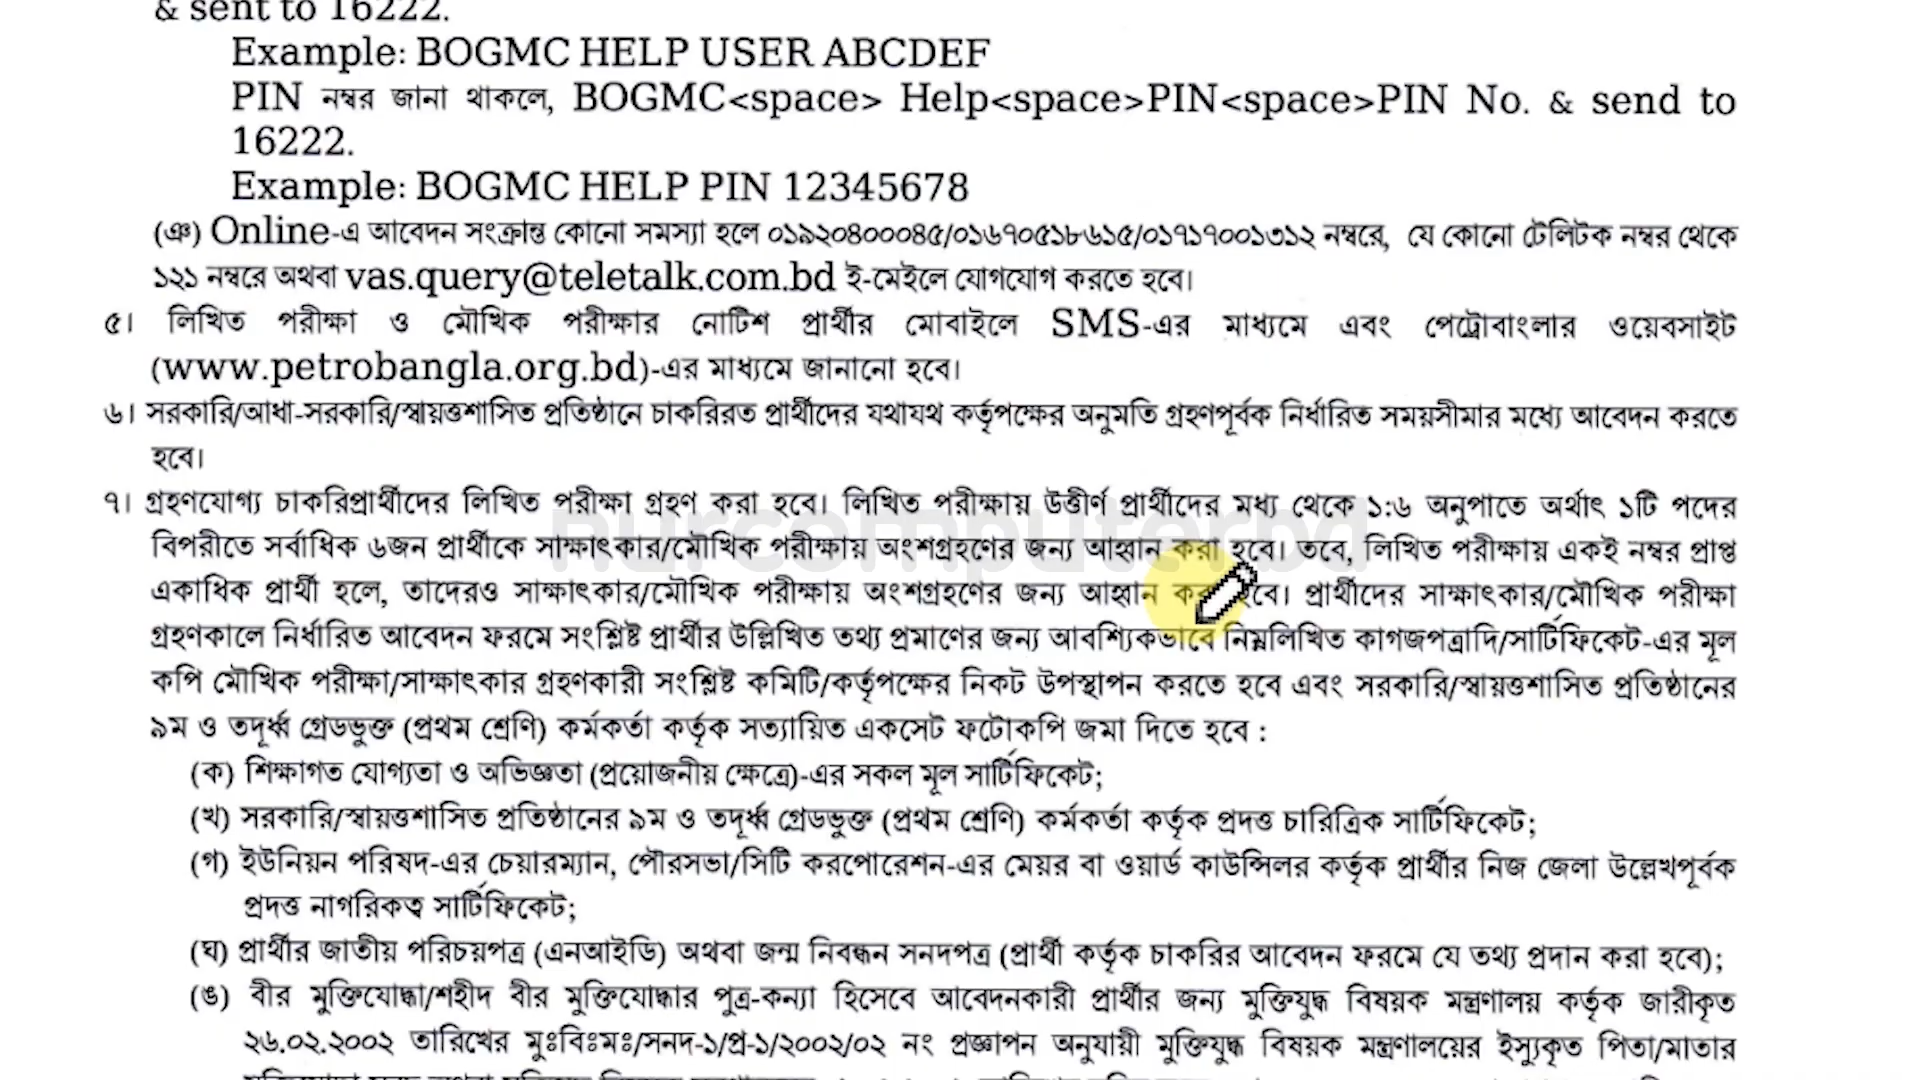 & sent to 16222.
Example: BOGMC HELP USER ABCDEF
PIN নম্বর জানা থাকলে, BOGMC<space> Help<space>PIN<space>PIN No. & send to
16222.
Example: BOGMC HELP PIN 12345678
(ঞ) Online-এ আবেদন সংক্রান্ত কোনো সমস্যা হলে ০১৯২০৪০০০৪৫/০১৬৭০৫১৮৬১৫/০১৭১৭০০১৩১২ নম্বরে, যে কোনো টেলিটক নম্বর থেকে
১২১ নম্বরে অথবা vas.query@teletalk.com.bd ই-মেইলে যোগযোগ করতে হবে।
৫। লিখিত পরীক্ষা ও মৌখিক পরীক্ষার নোটিশ প্রার্থীর মোবাইলে SMS-এর মাধ্যমে এবং পেট্রোবাংলার ওয়েবসাইট
(www.petrobangla.org.bd)-এর মাধ্যমে জানানো হবে।
৬। সরকারি/আধা-সরকারি/স্বায়ত্তশাসিত প্রতিষ্ঠানে চাকরিরত প্রার্থীদের যথাযথ কর্তৃপক্ষের অনুমতি গ্রহণপূর্বক নির্ধারিত সময়সীমার মধ্যে আবেদন করতে
হবে।
৭। গ্রহণযোগ্য চাকরিপ্রার্থীদের লিখিত পরীক্ষা গ্রহণ করা হবে। লিখিত পরীক্ষায় উত্তীর্ণ প্রার্থীদের মধ্য থেকে ১:৬ অনুপাতে অর্থাৎ ১টি পদের
বিপরীতে সর্বাধিক ৬জন প্রার্থীকে সাক্ষাৎকার/মৌখিক পরীক্ষায় অংশগ্রহণের জন্য আহ্বান করা হবে। তবে, লিখিত পরীক্ষায় একই নম্বর প্রাপ্ত
nurcomputerbd
একাধিক প্রার্থী হলে, তাদেরও সাক্ষাৎকার/মৌখিক পরীক্ষায় অংশগ্রহণের জন্য আহ্বান করা হবে। প্রার্থীদের সাক্ষাৎকার/মৌখিক পরীক্ষা
গ্রহণকালে নির্ধারিত আবেদন ফরমে সংশ্লিষ্ট প্রার্থীর উল্লিখিত তথ্য প্রমাণের জন্য আবশ্যিকভাবে নিম্নলিখিত কাগজপত্রাদি/সার্টিফিকেট-এর মূল
কপি মৌখিক পরীক্ষা/সাক্ষাৎকার গ্রহণকারী সংশ্লিষ্ট কমিটি/কর্তৃপক্ষের নিকট উপস্থাপন করতে হবে এবং সরকারি/স্বায়ত্তশাসিত প্রতিষ্ঠানের
৯ম ও তদূর্ধ্ব গ্রেডভুক্ত (প্রথম শ্রেণি) কর্মকর্তা কর্তৃক সত্যায়িত একসেট ফটোকপি জমা দিতে হবে :
(ক) শিক্ষাগত যোগ্যতা ও অভিজ্ঞতা (প্রয়োজনীয় ক্ষেত্রে)-এর সকল মূল সার্টিফিকেট;
(খ) সরকারি/স্বায়ত্তশাসিত প্রতিষ্ঠানের ৯ম ও তদূর্ধ্ব গ্রেডভুক্ত (প্রথম শ্রেণি) কর্মকর্তা কর্তৃক প্রদত্ত চারিত্রিক সার্টিফিকেট;
(গ) ইউনিয়ন পরিষদ-এর চেয়ারম্যান, পৌরসভা/সিটি করপোরেশন-এর মেয়র বা ওয়ার্ড কাউন্সিলর কর্তৃক প্রার্থীর নিজ জেলা উল্লেখপূর্বক
প্রদত্ত নাগরিকত্ব সার্টিফিকেট;
(ঘ) প্রার্থীর জাতীয় পরিচয়পত্র (এনআইডি) অথবা জন্ম নিবন্ধন সনদপত্র (প্রার্থী কর্তৃক চাকরির আবেদন ফরমে যে তথ্য প্রদান করা হবে);
(ঙ) বীর মুক্তিযোদ্ধা/শহীদ বীর মুক্তিযোদ্ধার পুত্র-কন্যা হিসেবে আবেদনকারী প্রার্থীর জন্য মুক্তিযুদ্ধ বিষয়ক মন্ত্রণালয় কর্তৃক জারীকৃত
২৬.০২.২০০২ তারিখের মুঃবিঃমঃ/সনদ-১/প্র-১/২০০২/০২ নং প্রজ্ঞাপন অনুযায়ী মুক্তিযুদ্ধ বিষয়ক মন্ত্রণালয়ের ইস্যুকৃত পিতা/মাতার